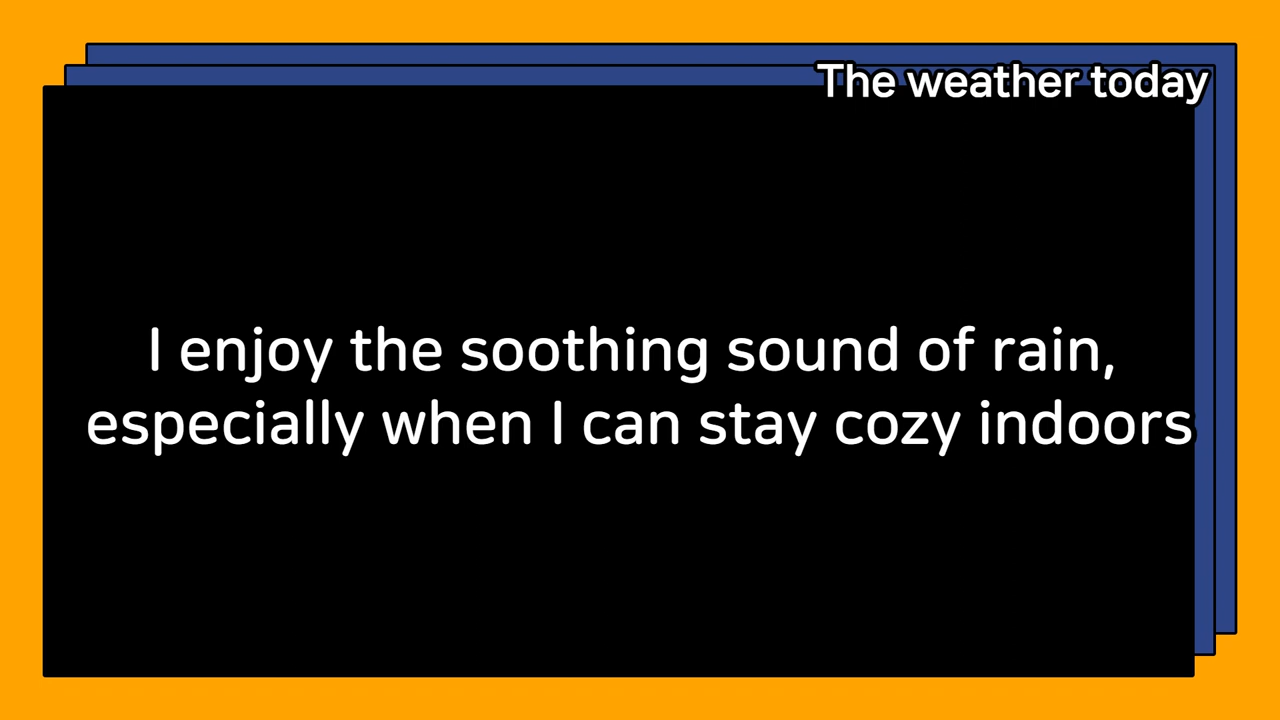 The weather today
I enjoy the soothing sound of rain,
especially when I can stay cozy indoors